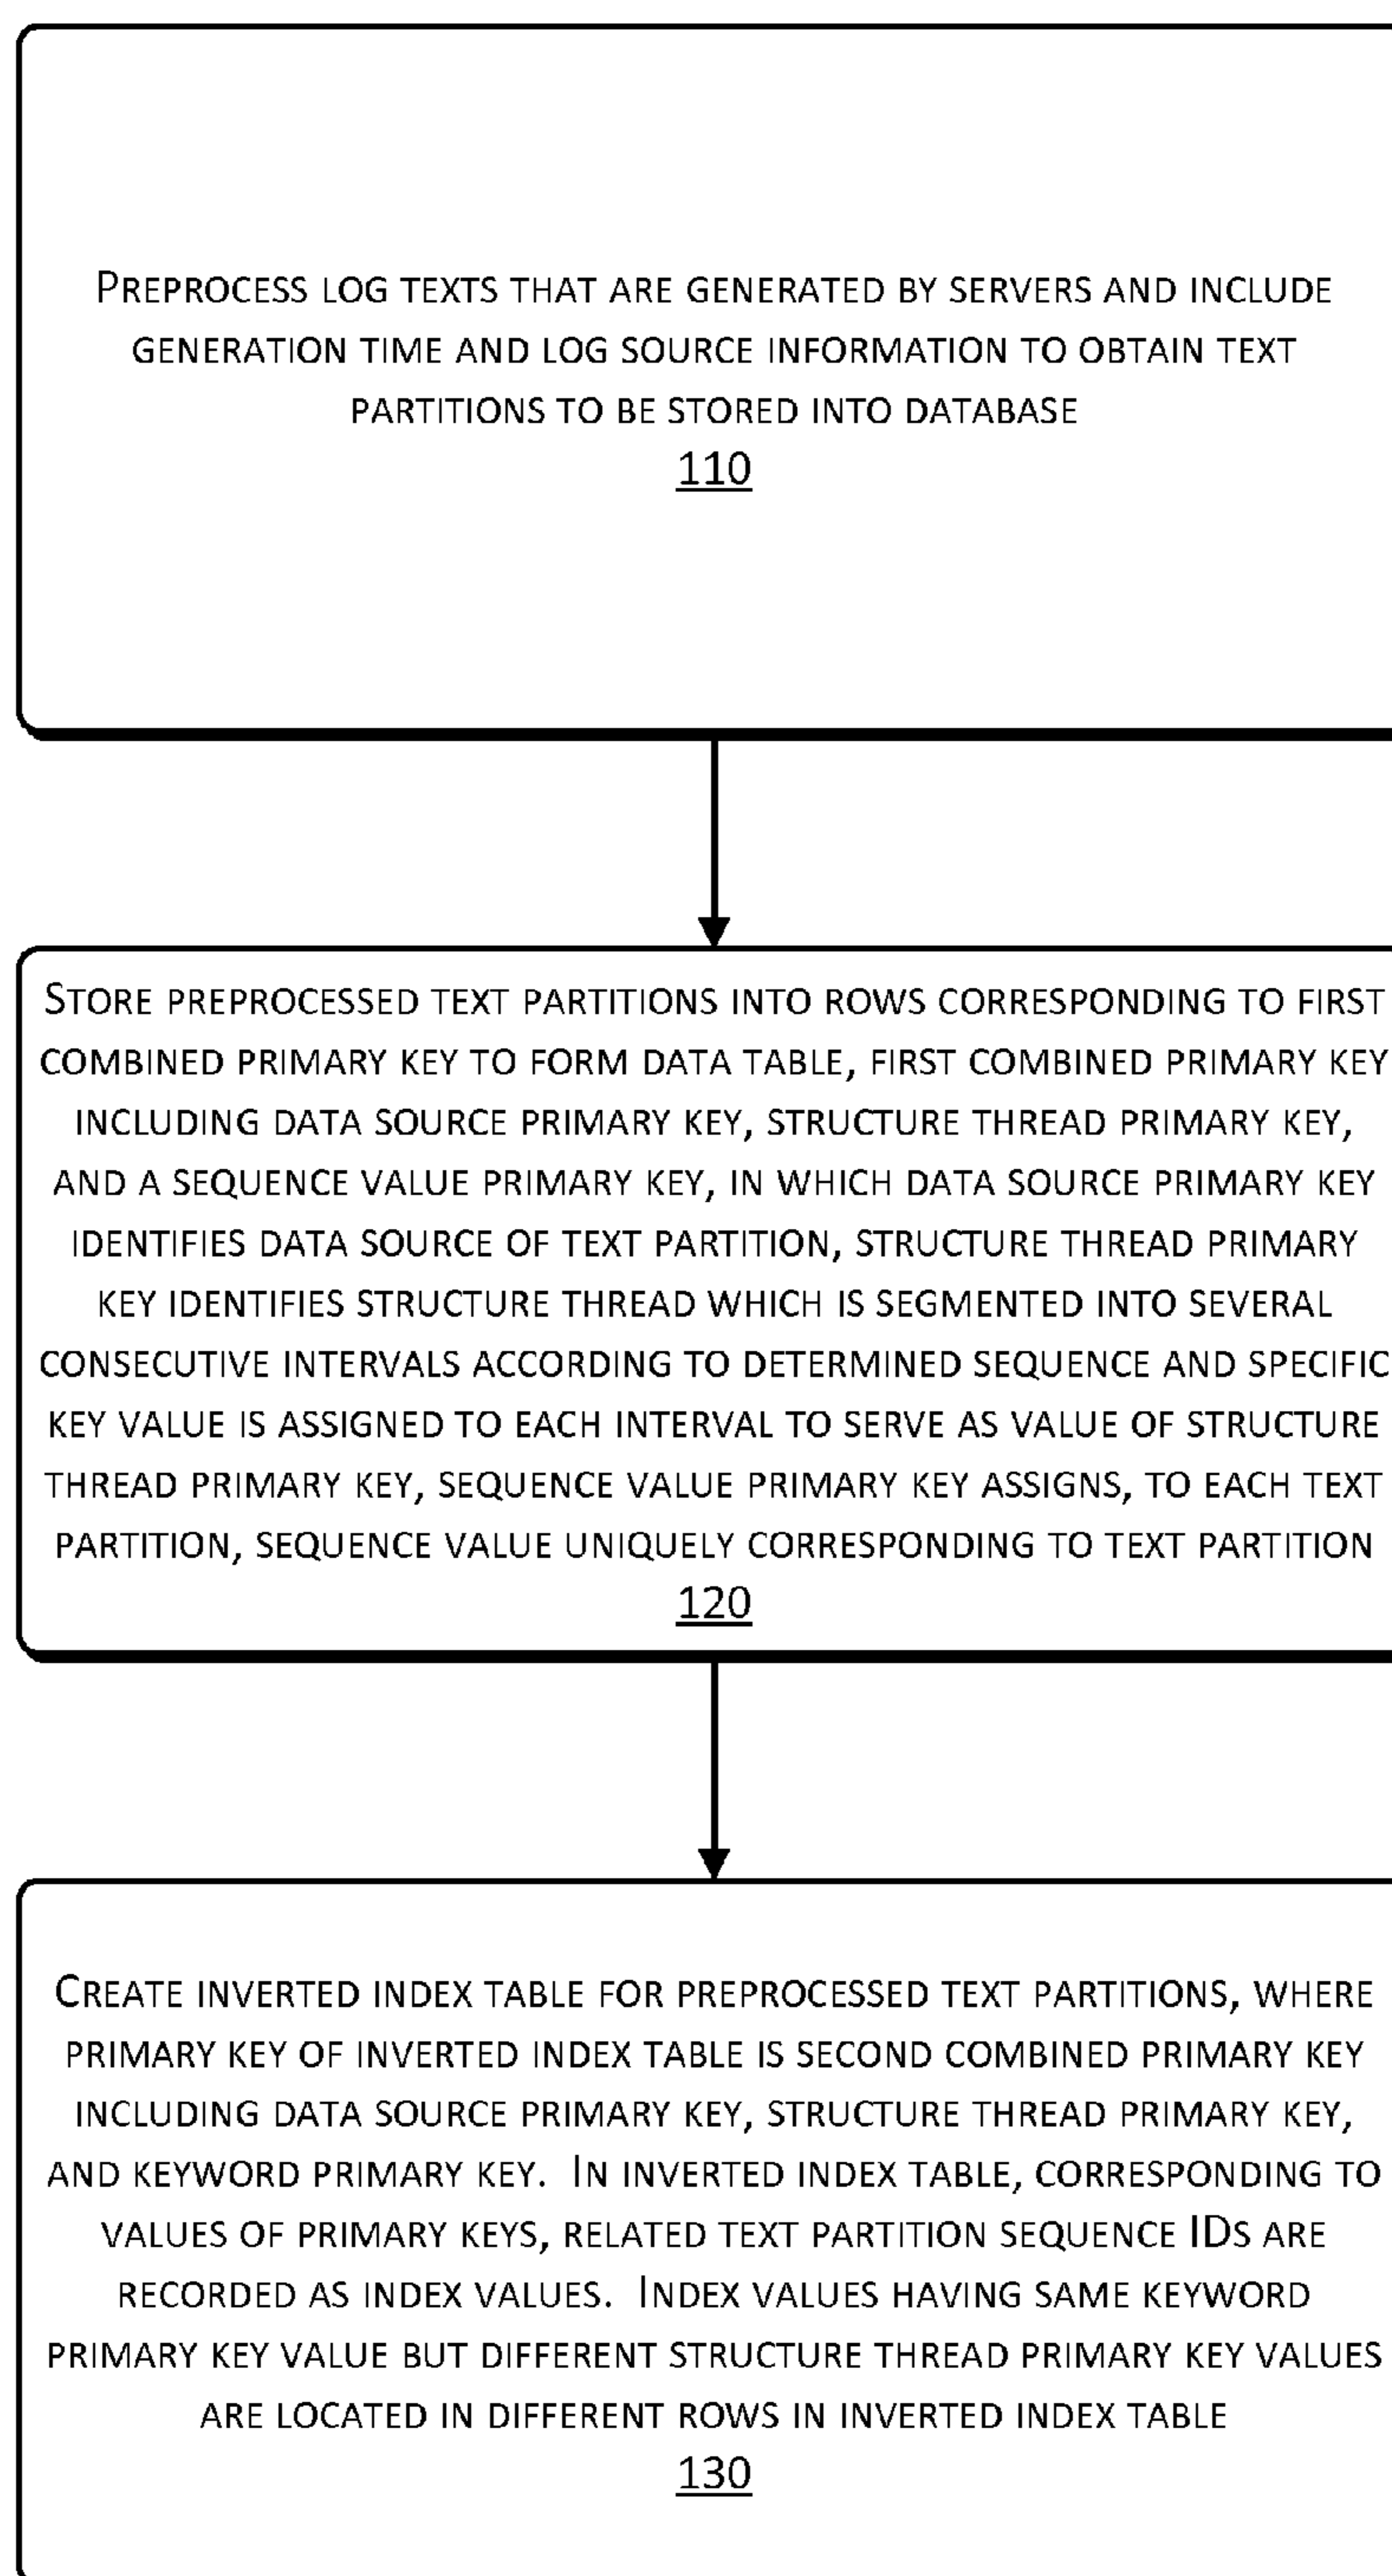 PREPROCESS LOG TEXTS THAT ARE GENERATED BY SERVERS AND INCLUDE
GENERATION TIME AND LOG SOURCE INFORMATION TO OBTAIN TEXT
PARTITIONS TO BE STORED INTO DATABASE
110
STORE PREPROCESSED TEXT PARTITIONS INTO ROWS CORRESPONDING TO FIRST
COMBINED PRIMARY KEY TO FORM DATA TABLE, FIRST COMBINED PRIMARY KEY
INCLUDING DATA SOURCE PRIMARY KEY, STRUCTURE THREAD PRIMARY KEY,
AND A SEQUENCE VALUE PRIMARY KEY, IN WHICH DATA SOURCE PRIMARY KEY
IDENTIFIES DATA SOURCE OF TEXT PARTITION, STRUCTURE THREAD PRIMARY
KEY IDENTIFIES STRUCTURE THREAD WHICH IS SEGMENTED INTO SEVERAL
CONSECUTIVE INTERVALS ACCORDING TO DETERMINED SEQUENCE AND SPECIFIC
KEY VALUE IS ASSIGNED TO EACH INTERVAL TO SERVE AS VALUE OF STRUCTURE
THREAD PRIMARY KEY, SEQUENCE VALUE PRIMARY KEY ASSIGNS, TO EACH TEXT
PARTITION, SEQUENCE VALUE UNIQUELY CORRESPONDING TO TEXT PARTITION
120
CREATE INVERTED INDEX TABLE FOR PREPROCESSED TEXT PARTITIONS, WHERE
PRIMARY KEY OF INVERTED INDEX TABLE IS SECOND COMBINED PRIMARY KEY
INCLUDING DATA SOURCE PRIMARY KEY, STRUCTURE THREAD PRIMARY KEY,
AND KEYWORD PRIMARY KEY. IN INVERTED INDEX TABLE, CORRESPONDING TO
VALUES OF PRIMARY KEYS, RELATED TEXT PARTITION SEQUENCE IDS ARE
RECORDED AS INDEX VALUES. INDEX VALUES HAVING SAME KEYWORD
PRIMARY KEY VALUE BUT DIFFERENT STRUCTURE THREAD PRIMARY KEY VALUES
ARE LOCATED IN DIFFERENT ROWS IN INVERTED INDEX TABLE
130